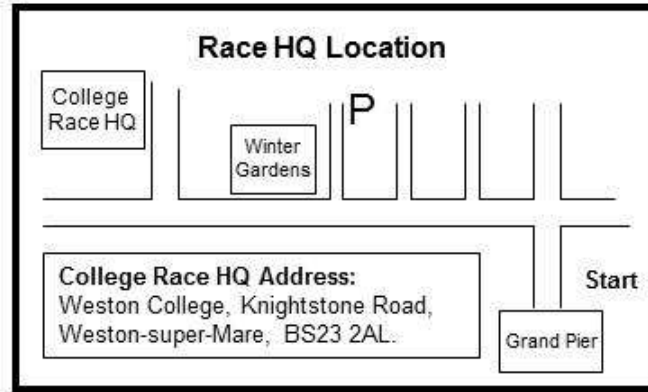 Race HQ Location
College
Race HQ
P
Winter
Gardens
College Race HQ Address:
Weston College, Knightstone Road,
Weston-super-Mare, BS23 2AL.
Start
Grand Pier